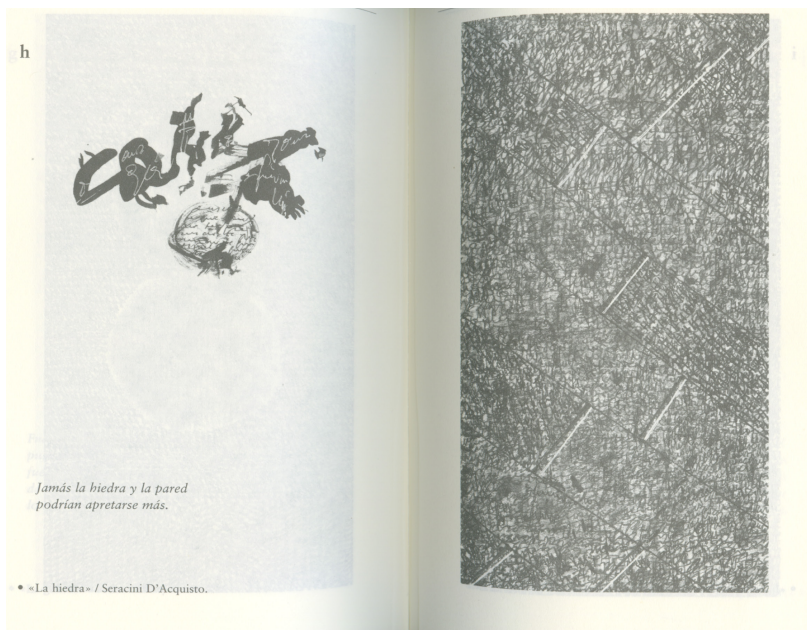 h
Jamás la hiedra y la pared
podrían apretarse más.
• «La hiedra» / Seracini D'Acquisto.